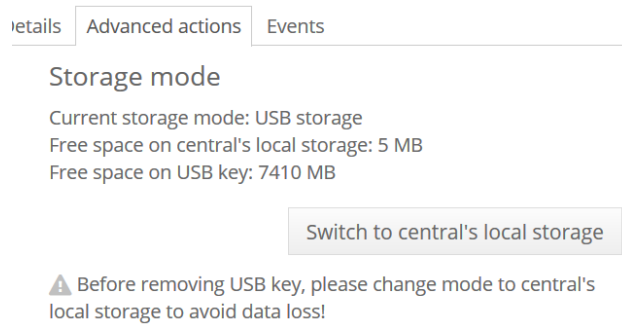 Details Advanced actions Events
Storage mode
Current storage mode: USB storage
Free space on central's local storage: 5 MB
Free space on USB key: 7410 MB
Switch to central's local storage
Before removing USB key, please change mode to central's
local storage to avoid data loss!